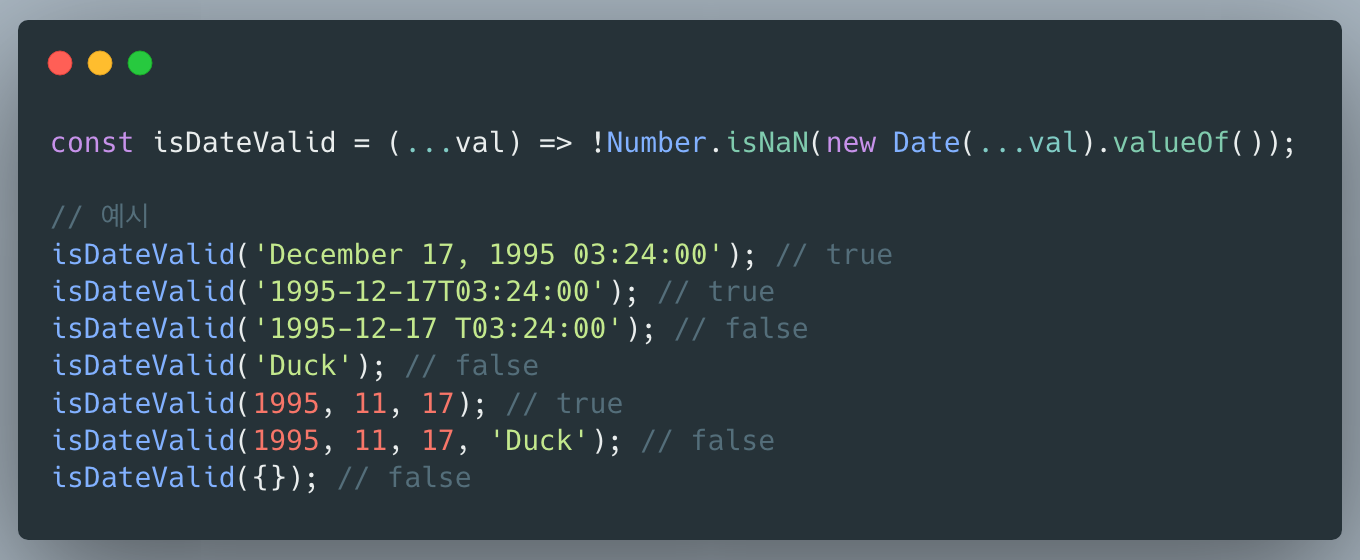 const isDateValid = (...val) => !Number.isNaN(new Date(...val).valueOf());
// 예시
isDateValid('December 17, 1995 03:24:00'); // true
isDateValid('1995-12-17T03:24:00'); // true
isDateValid('1995-12-17 T03:24:00'); // false
isDateValid('Duck'); // false
isDateValid(1995, 11, 17); // true
isDateValid(1995, 11, 17, 'Duck'); // false
isDateValid({}); // false